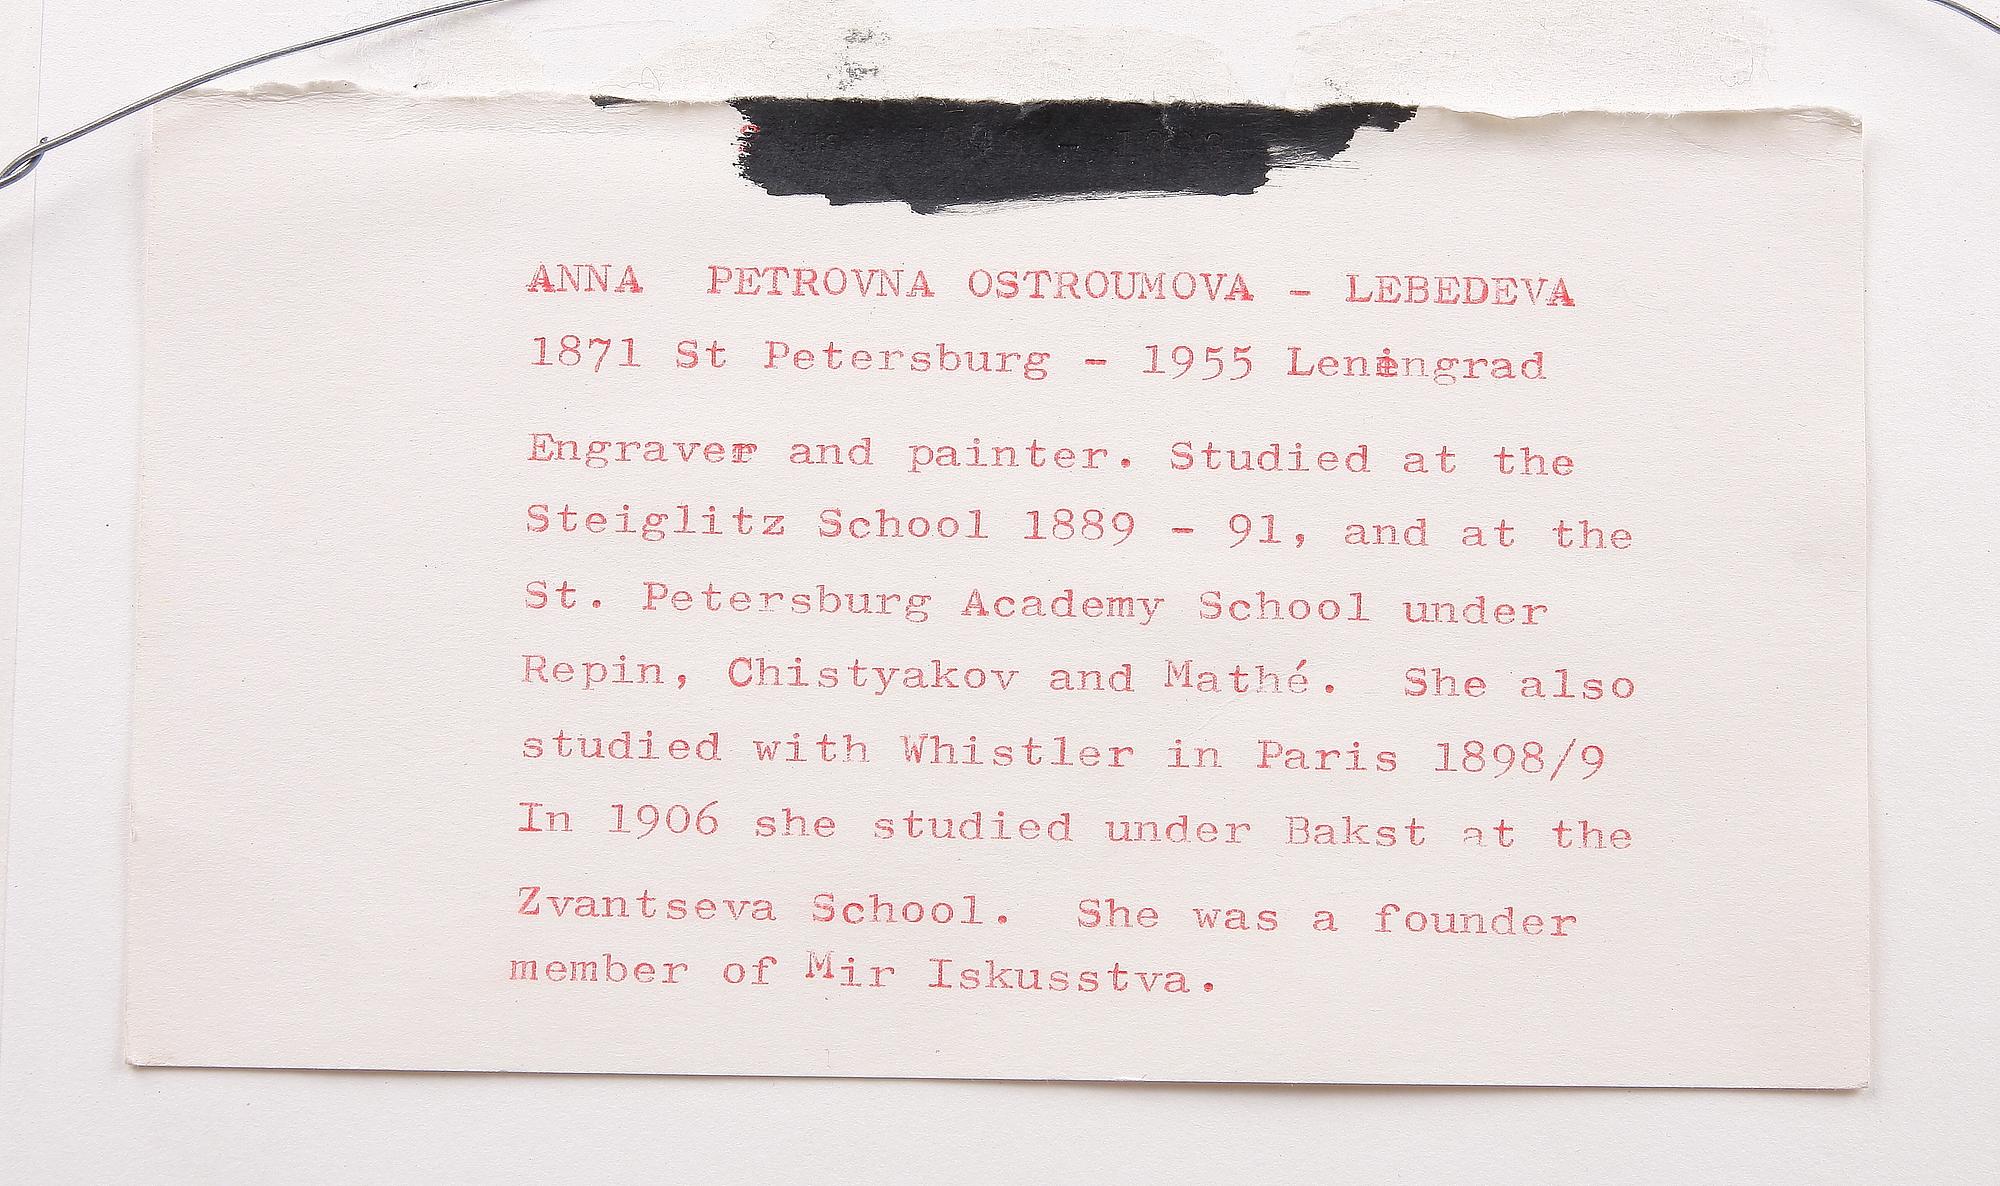 ANNA  PETROVNA OSTROUMOVA - LEBEDEVA
1871 St Petersburg - 1955 Leningrad
Engraver and painter. Studied at the
Steiglitz School 1889 - 91, and at the
St. Petersburg Academy School under
Repin, Chistyakov and Mathé.  She also
studied with Whistler in Paris 1898/9
In 1906 she studied under Bakst at the
Zvantseva School.  She was a founder
member of Mir Iskusstva.